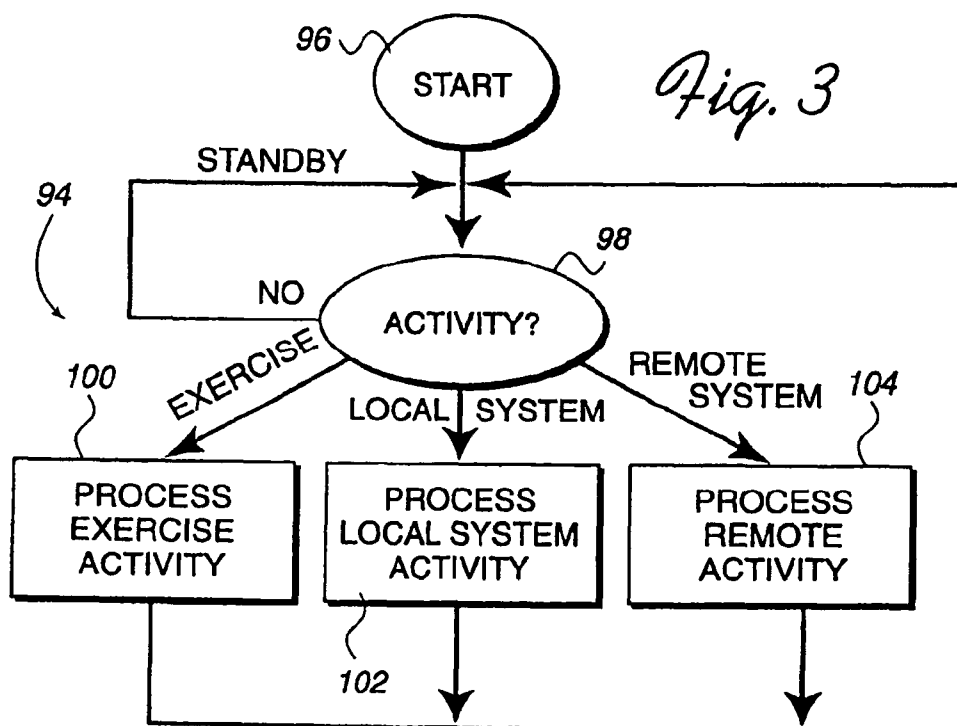 96
START
Fig. 3
STANDBY
94
98
NO
ACTIVITY?
EXERCISE
REMOTE
SYSTEM
LOCAL SYSTEM
100
104
PROCESS
EXERCISE
ACTIVITY
PROCESS
LOCAL SYSTEM
ACTIVITY
PROCESS
REMOTE
ACTIVITY
102